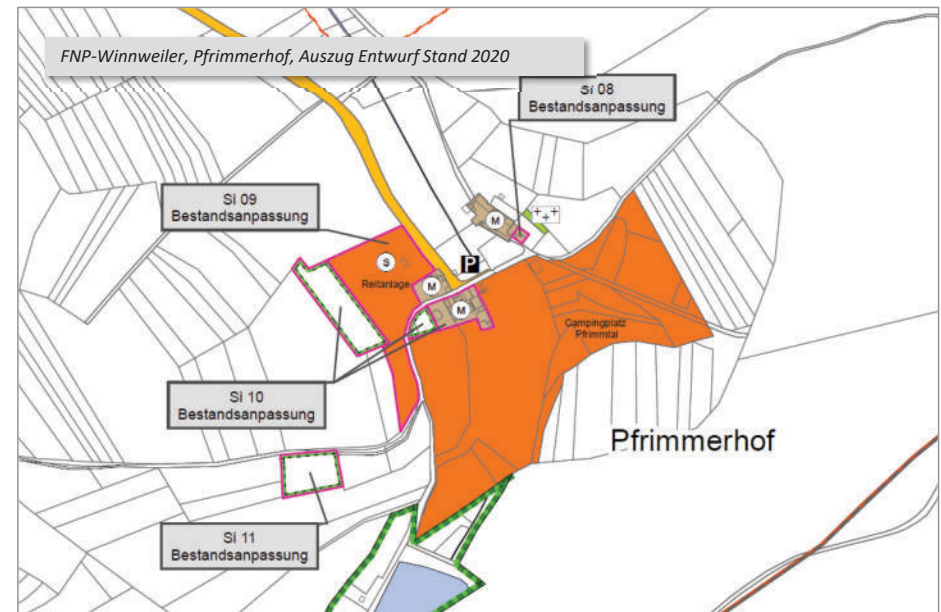 FNP-Winnweiler, Pfrimmerhof, Auszug Entwurf Stand 2020
SI 08
Bestandsanpassung
SI 09
Bestandsanpassung
M
S
P
Reitanlage
M
M
Campingplatz
Pfrimmtal
SI 10
Bestandsanpassung
Pfrimmerhof
SI 11
Bestandsanpassung